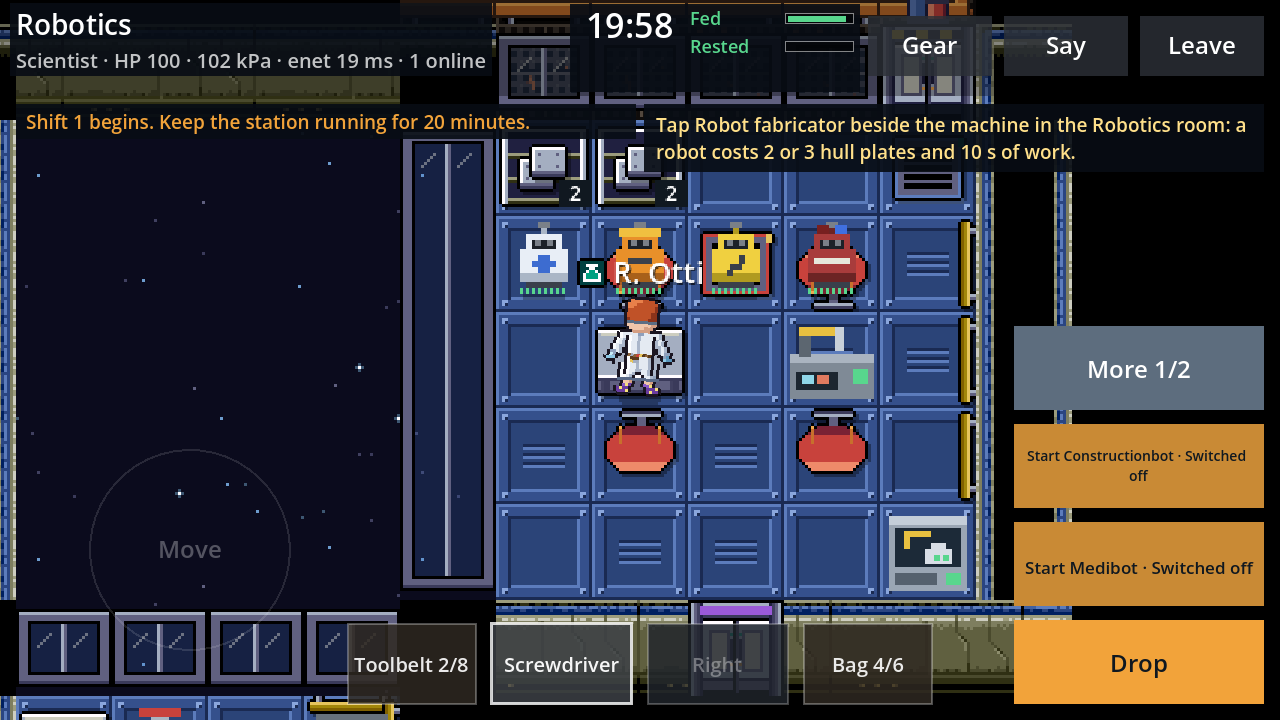 Robotics
Scientist · HP 100 · 102 kPa · enet 19 ms · 1 online
19:58
Fed
Rested
Gear
Say
Leave
Shift 1 begins. Keep the station running for 20 minutes.
Tap Robot fabricator beside the machine in the Robotics room: a
robot costs 2 or 3 hull plates and 10 s of work.
2
2
R. Otti
More 1/2
Start Constructionbot · Switched
off
Start Medibot · Switched off
Move
Toolbelt 2/8
Screwdriver
Right
Bag 4/6
Drop